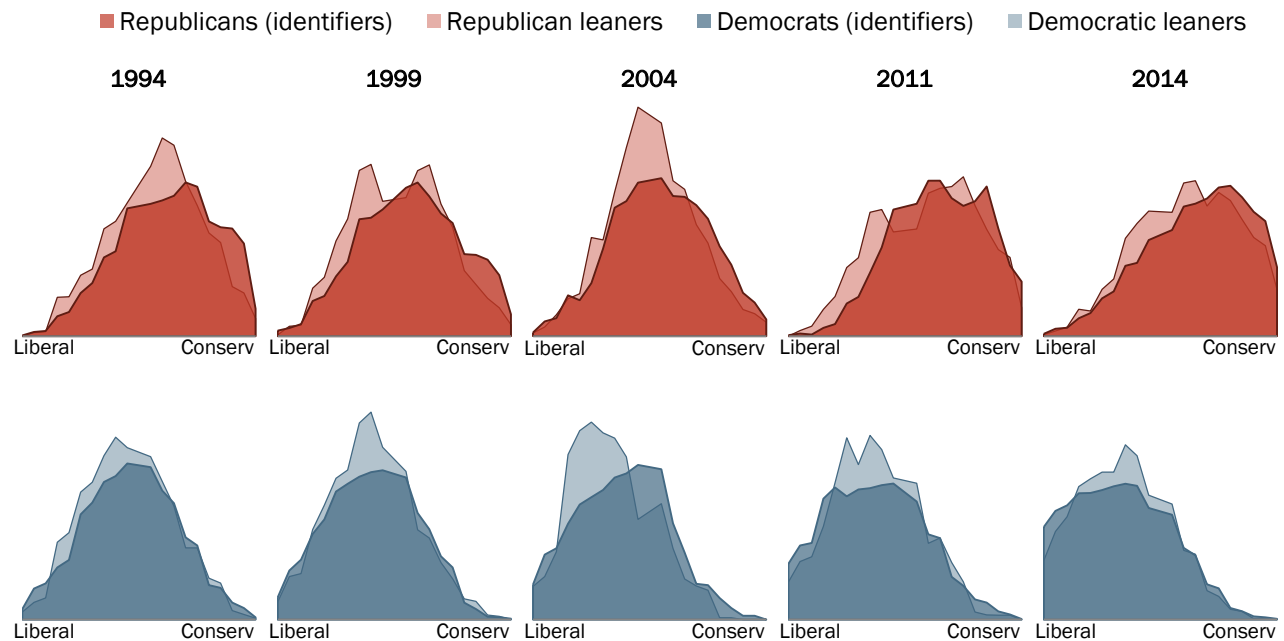 Republicans (identifiers) Republican leaners Democrats (identifiers) Democratic leaners
1994 1999 2004 2011 2014
Liberal Conserv Liberal Conserv Liberal Conserv Liberal Conserv Liberal Conserv
Liberal Conserv Liberal Conserv Liberal Conserv Liberal Conserv Liberal Conserv